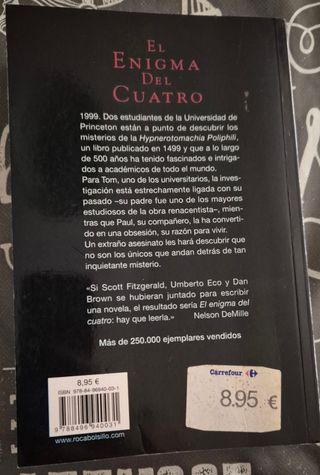 EL
ENIGMA
DEL
CUATRO
1999. Dos estudiantes de la Universidad de
Princeton están a punto de descubrir los
misterios de la Hypnerotomachia Poliphili,
un libro publicado en 1499 y que a lo largo
de 500 años ha tenido fascinados e intriga-
dos a académicos de todo el mundo.
Para Tom, uno de los universitarios, la inves-
tigación está estrechamente ligada con su
pasado –su padre fue uno de los mayores
estudiosos de la obra renacentista–, mien-
tras que Paul, su compañero, la ha converti-
do en una obsesión, su razón para vivir.
Un extraño asesinato les hará descubrir que
no son los únicos que andan detrás de tan
inquietante misterio.
«Si Scott Fitzgerald, Umberto Eco y Dan
Brown se hubieran juntado para escribir
una novela, el resultado sería El enigma del
cuatro: hay que leerla.» Nelson DeMille
Más de 250.000 ejemplares vendidos
8,95 €
ISBN 978-84-96940-03-1
9788496940031
www.rocabolsillo.com
Carrefour
8.95 €